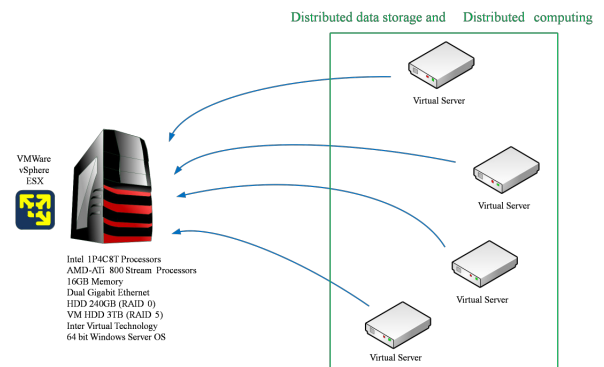 Distributed data storage and Distributed computing
Virtual Server
VMWare
vSphere
ESX
Virtual Server
Intel 1P4C8T Processors
AMD-ATi 800 Stream Processors
16GB Memory
Dual Gigabit Ethernet
HDD 240GB (RAID 0)
VM HDD 3TB (RAID 5)
Inter Virtual Technology
64 bit Windows Server OS
Virtual Server
Virtual Server